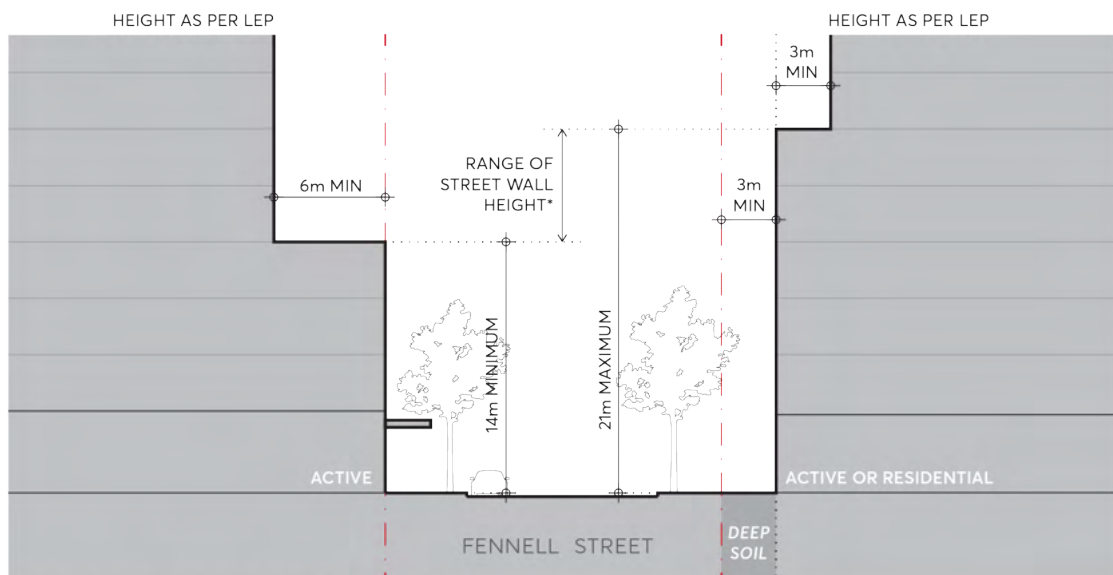 HEIGHT AS PER LEP
HEIGHT AS PER LEP
3m
MIN
RANGE OF
STREET WALL
HEIGHT*
6m MIN
3m
MIN
14m MINIMUM
21m MAXIMUM
ACTIVE
ACTIVE OR RESIDENTIAL
FENNELL STREET
DEEP
SOIL